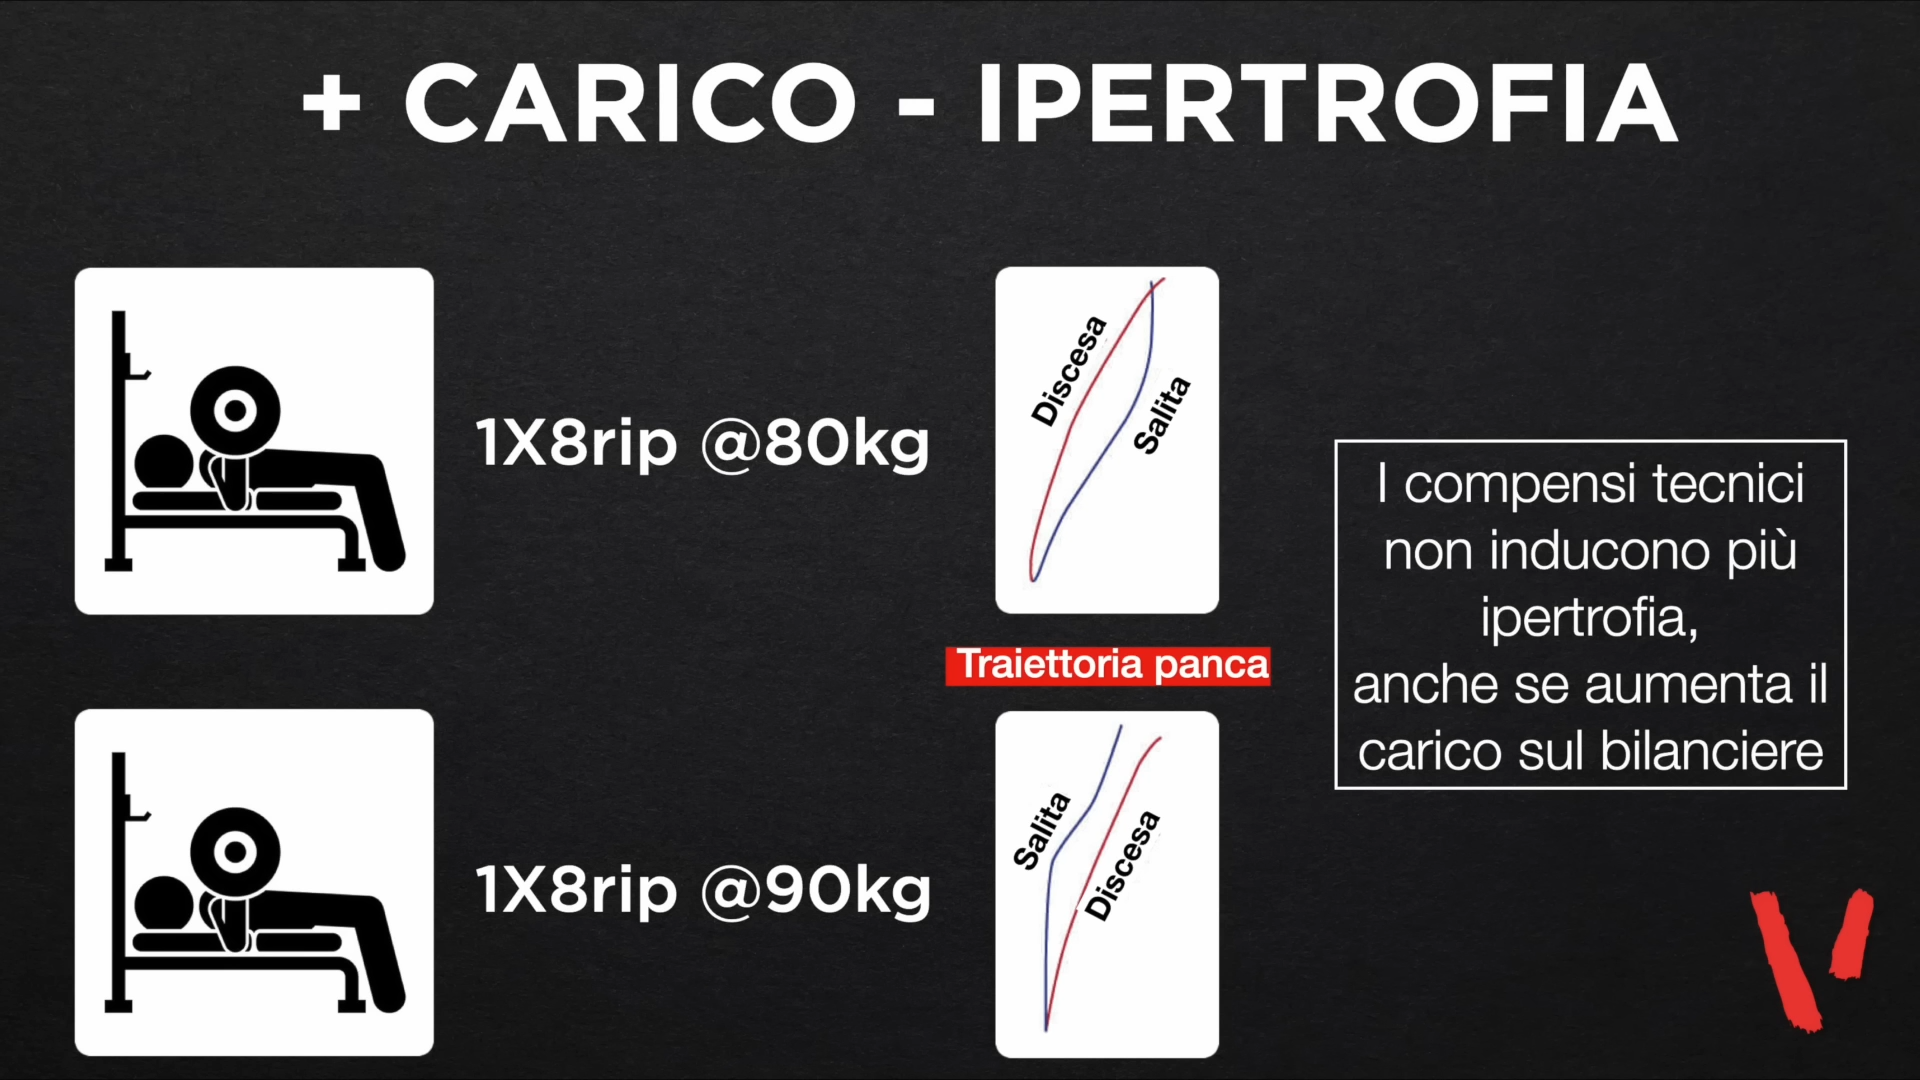 + CARICO - IPERTROFIA
1X8rip @80kg
Discesa
Salita
I compensi tecnici
non inducono più
ipertrofia,
anche se aumenta il
carico sul bilanciere
Traiettoria panca
1X8rip @90kg
Salita
Discesa